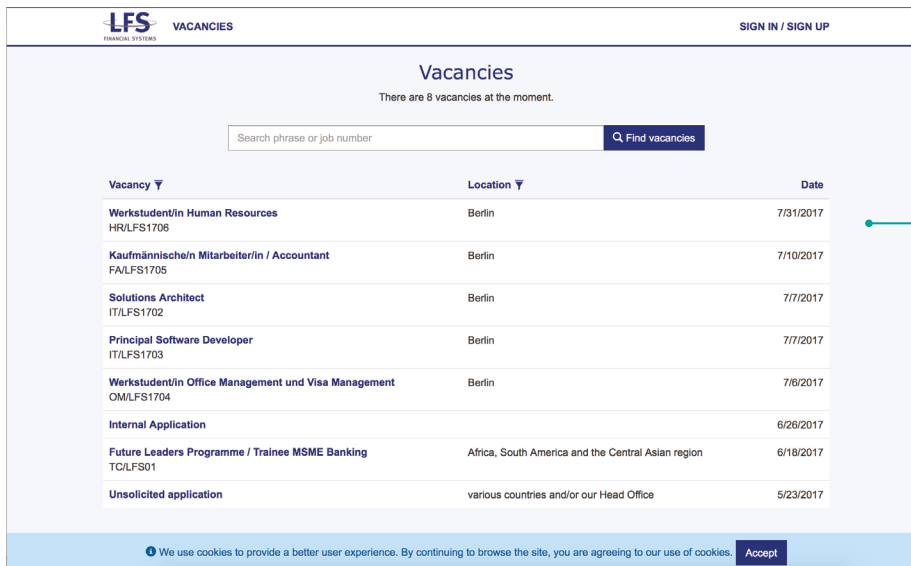 LFS
FINANCIAL SYSTEMS
VACANCIES
SIGN IN / SIGN UP
Vacancies
There are 8 vacancies at the moment.
Search phrase or job number
Find vacancies
Vacancy Location Date
Werkstudent/in Human Resources Berlin 7/31/2017
HR/LFS1706
Kaufmännische/n Mitarbeiter/in / Accountant Berlin 7/10/2017
FA/LFS1705
Solutions Architect Berlin 7/7/2017
IT/LFS1702
Principal Software Developer Berlin 7/7/2017
IT/LFS1703
Werkstudent/in Office Management und Visa Management Berlin 7/6/2017
OM/LFS1704
Internal Application 6/26/2017
Future Leaders Programme / Trainee MSME Banking Africa, South America and the Central Asian region 6/18/2017
TC/LFS01
Unsolicited application various countries and/or our Head Office 5/23/2017
We use cookies to provide a better user experience. By continuing to browse the site, you are agreeing to our use of cookies. Accept